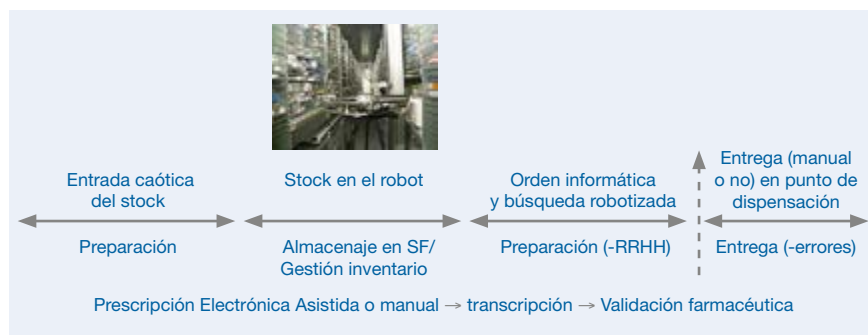 Entrada caótica
del stock
Stock en el robot
Orden informática
y búsqueda robotizada
Entrega (manual
o no) en punto de
dispensación
Preparación
Almacenaje en SF/
Gestión inventario
Preparación (-RRHH)
Entrega (-errores)
Prescripción Electrónica Asistida o manual → transcripción → Validación farmacéutica